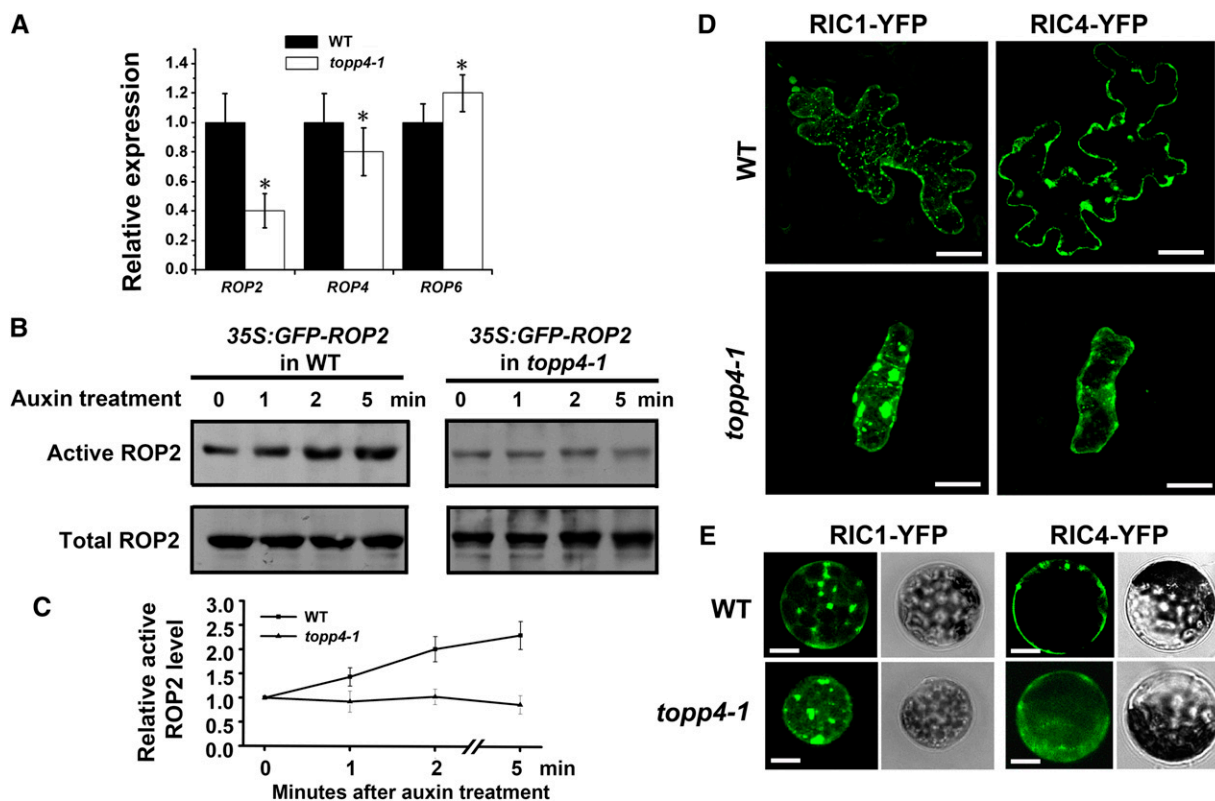 A
WT
topp4-1
Relative expression
1.4
1.2
1.0
0.8
0.6
0.4
0.2
0.0
*
*
*
ROP2 ROP4 ROP6
B
35S:GFP-ROP2 in WT
35S:GFP-ROP2 in topp4-1
Auxin treatment 0 1 2 5 min 0 1 2 5 min
Active ROP2
Total ROP2
C
WT
topp4-1
Relative active ROP2 level
3.0
2.5
2.0
1.5
1.0
0.5
0.0
0 1 2 5 min
Minutes after auxin treatment
D
RIC1-YFP RIC4-YFP
WT
topp4-1
E
RIC1-YFP RIC4-YFP
WT
topp4-1